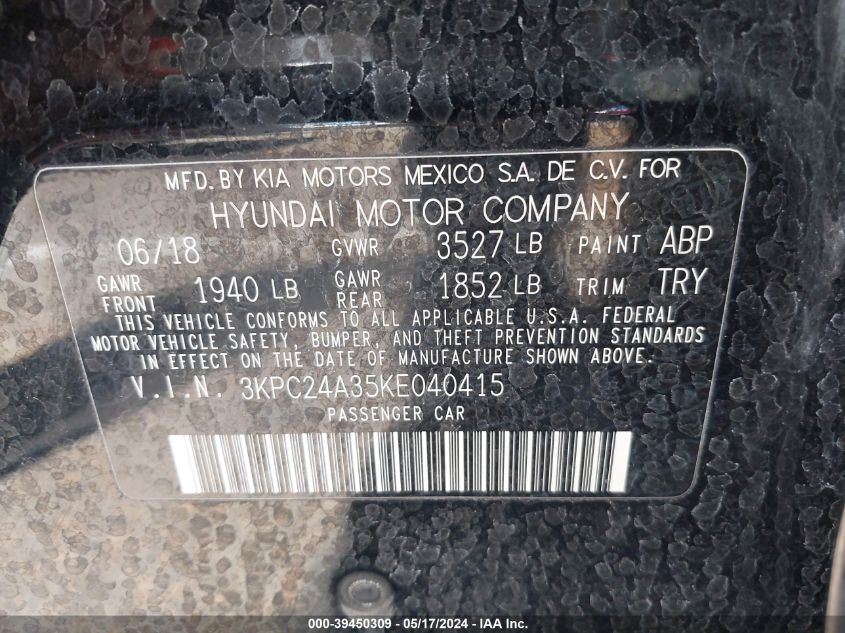 MFD. BY KIA MOTORS MEXICO S.A. DE C.V. FOR
HYUNDAI MOTOR COMPANY
06/18 GVWR 3527 LB PAINT ABP
GAWR FRONT 1940 LB GAWR REAR 1852 LB TRIM TRY
THIS VEHICLE CONFORMS TO ALL APPLICABLE U.S.A. FEDERAL
MOTOR VEHICLE SAFETY, BUMPER, AND THEFT PREVENTION STANDARDS
IN EFFECT ON THE DATE OF MANUFACTURE SHOWN ABOVE.
V.I.N. 3KPC24A35KE040415
PASSENGER CAR
000-39450309 - 05/17/2024 - IAA Inc.